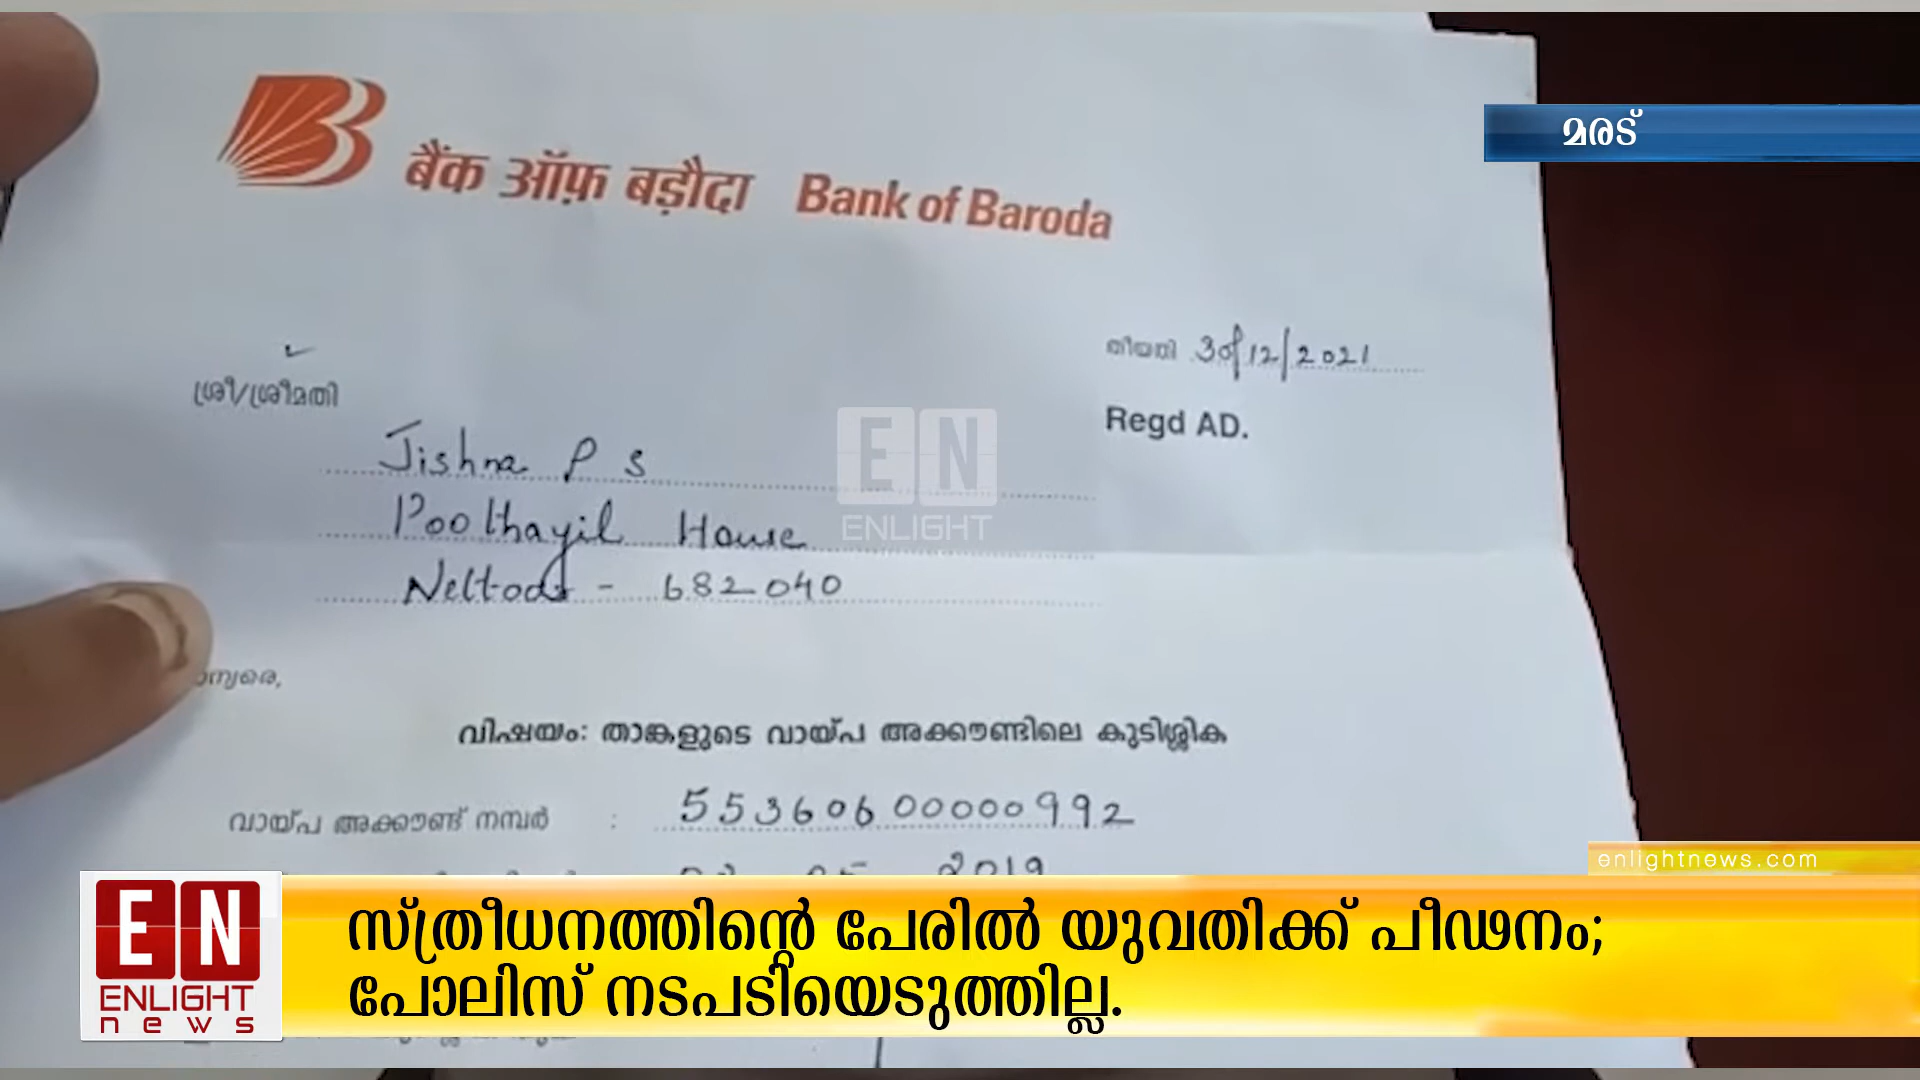 बैंक ऑफ़ बड़ौदा Bank of Baroda
മരട്
തീയതി 30/12/2021
ശ്രീ/ശ്രീമതി
Regd AD.
Jishna P S
EN
ENLIGHT
Poothayil House
Nettoor - 682040
വിഷയം: താങ്കളുടെ വായ്പ അക്കൗണ്ടിലെ കുടിശ്ശിക
വായ്പ അക്കൗണ്ട് നമ്പർ : 55360600000992
2019
enlightnews.com
EN
ENLIGHT
news
സ്ത്രീധനത്തിന്റെ പേരിൽ യുവതിക്ക് പീഢനം;
പോലിസ് നടപടിയെടുത്തില്ല.